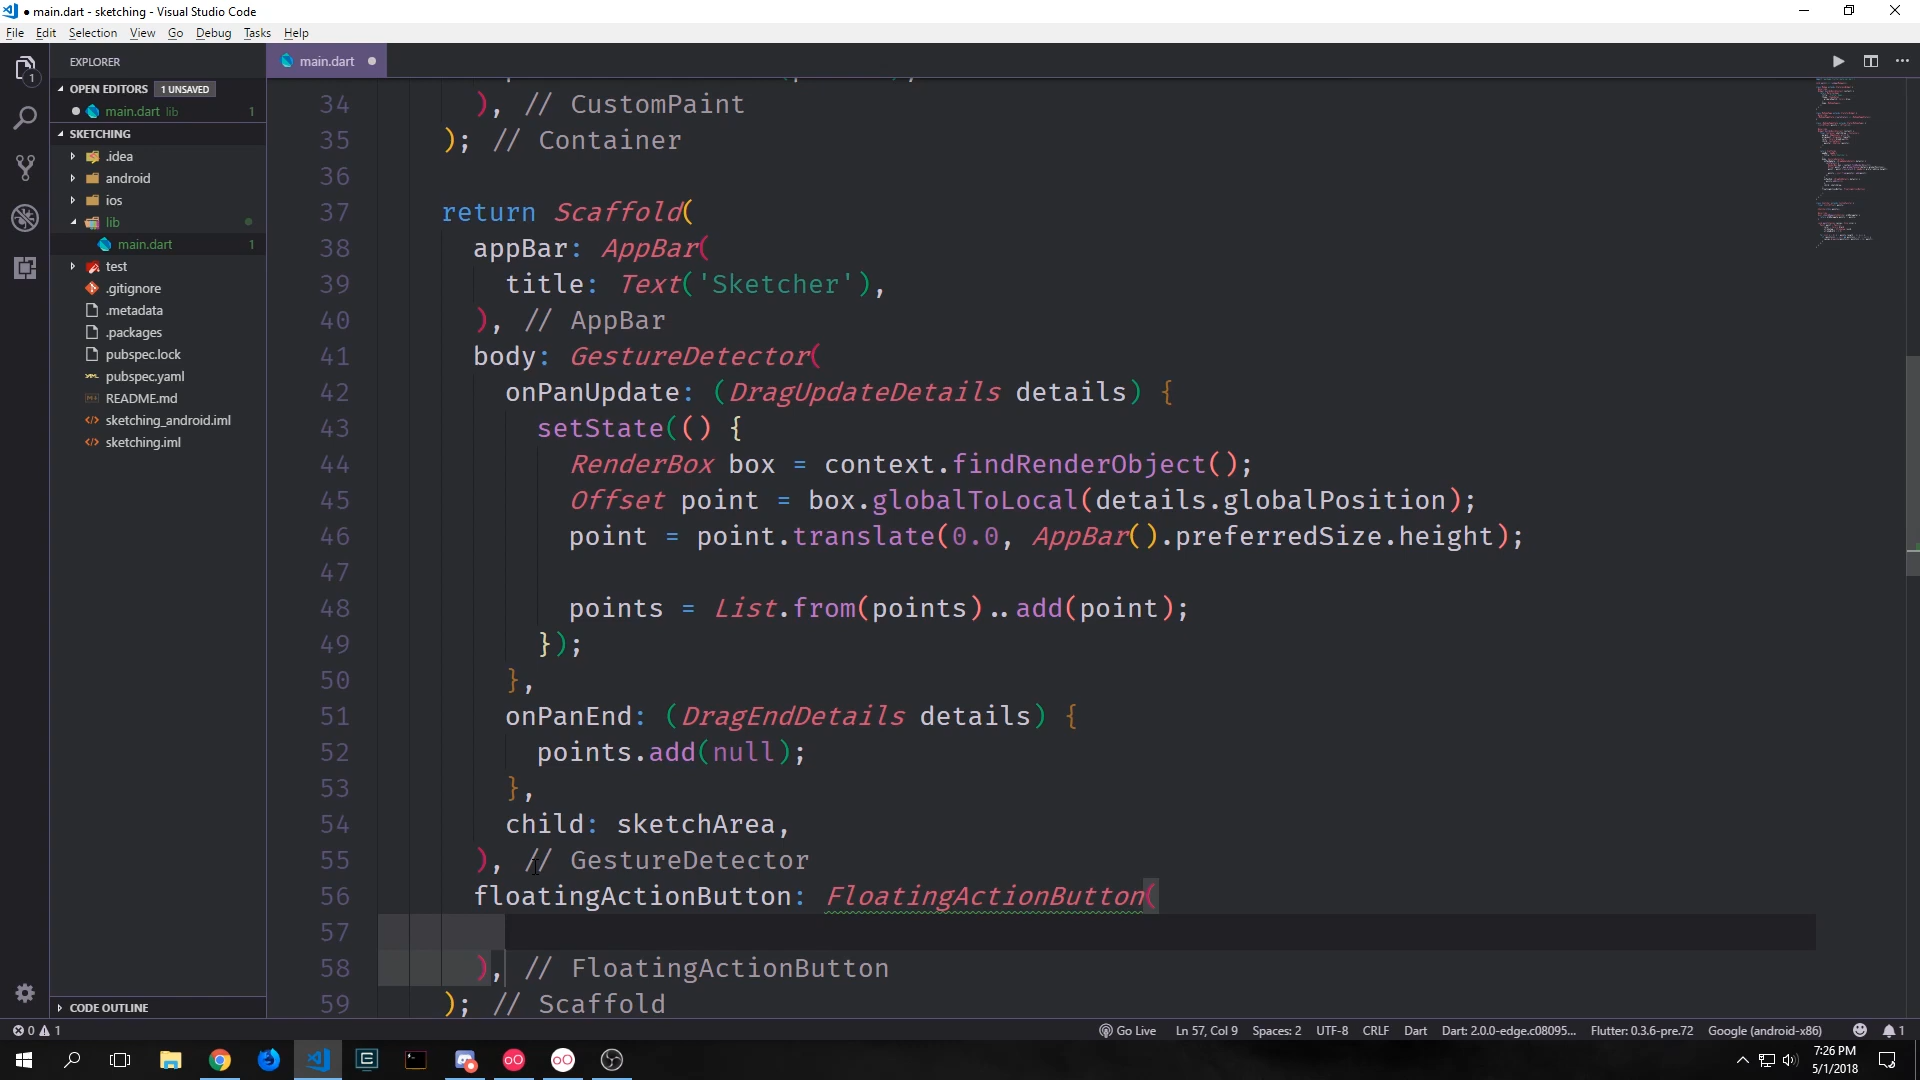 main.dart - sketching - Visual Studio Code
File Edit Selection View Go Debug Tasks Help
EXPLORER
main.dart
OPEN EDITORS 1 UNSAVED
main.dart lib 1
SKETCHING
.idea
android
ios
lib
main.dart 1
test
.gitignore
.metadata
.packages
pubspec.lock
pubspec.yaml
README.md
sketching_android.iml
sketching.iml
CODE OUTLINE
1
34 ), // CustomPaint
35 ); // Container
36
37 return Scaffold(
38 appBar: AppBar(
39 title: Text('Sketcher'),
40 ), // AppBar
41 body: GestureDetector(
42 onPanUpdate: (DragUpdateDetails details) {
43 setState(() {
44 RenderBox box = context.findRenderObject();
45 Offset point = box.globalToLocal(details.globalPosition);
46 point = point.translate(0.0, AppBar().preferredSize.height);
47
48 points = List.from(points)..add(point);
49 });
50 },
51 onPanEnd: (DragEndDetails details) {
52 points.add(null);
53 },
54 child: sketchArea,
55 ), // GestureDetector
56 floatingActionButton: FloatingActionButton(
57
58 ), // FloatingActionButton
59 ); // Scaffold
0 1 Go Live Ln 57, Col 9 Spaces: 2 UTF-8 CRLF Dart Dart: 2.0.0-edge.c08095... Flutter: 0.3.6-pre.72 Google (android-x86) 1
7:26 PM
5/1/2018